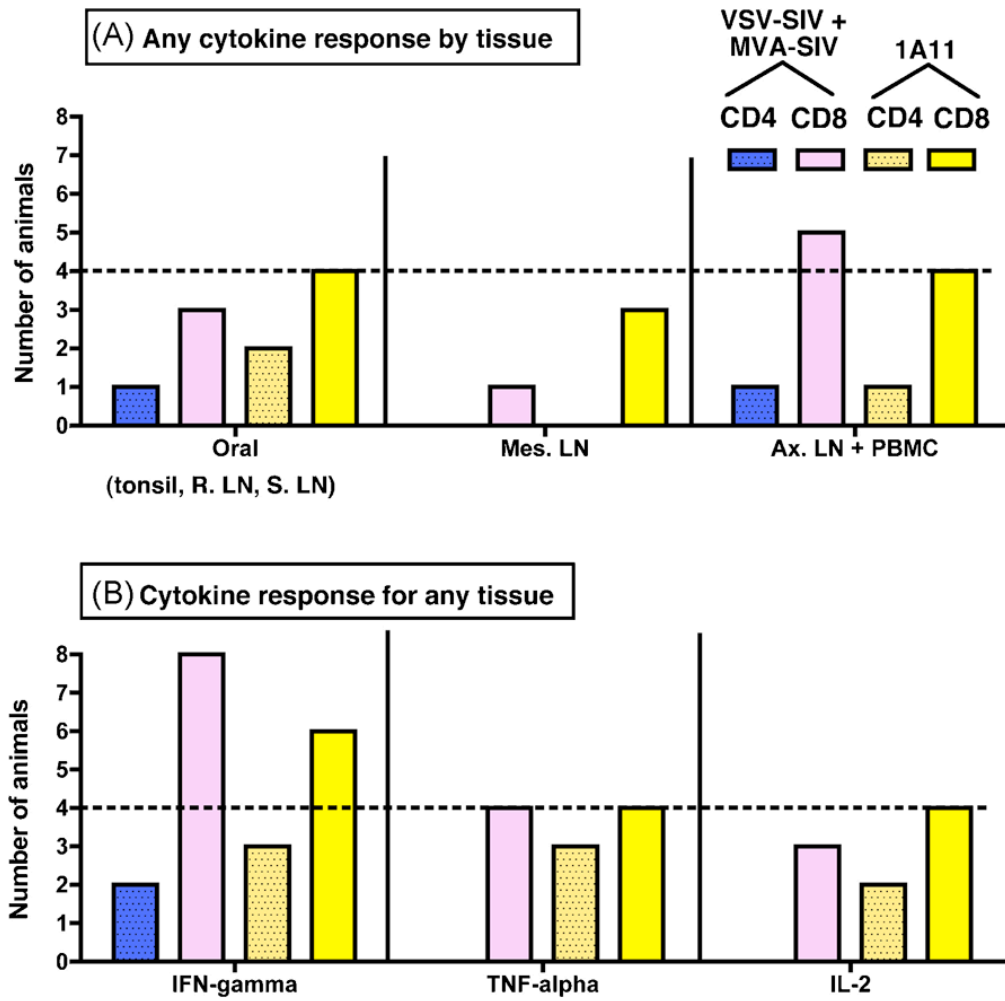 (A) Any cytokine response by tissue
VSV-SIV +
MVA-SIV
1A11
CD4 CD8 CD4 CD8
Number of animals
8
7
6
5
4
3
2
1
0
Oral
(tonsil, R. LN, S. LN)
Mes. LN
Ax. LN + PBMC
(B) Cytokine response for any tissue
Number of animals
8
7
6
5
4
3
2
1
0
IFN-gamma
TNF-alpha
IL-2